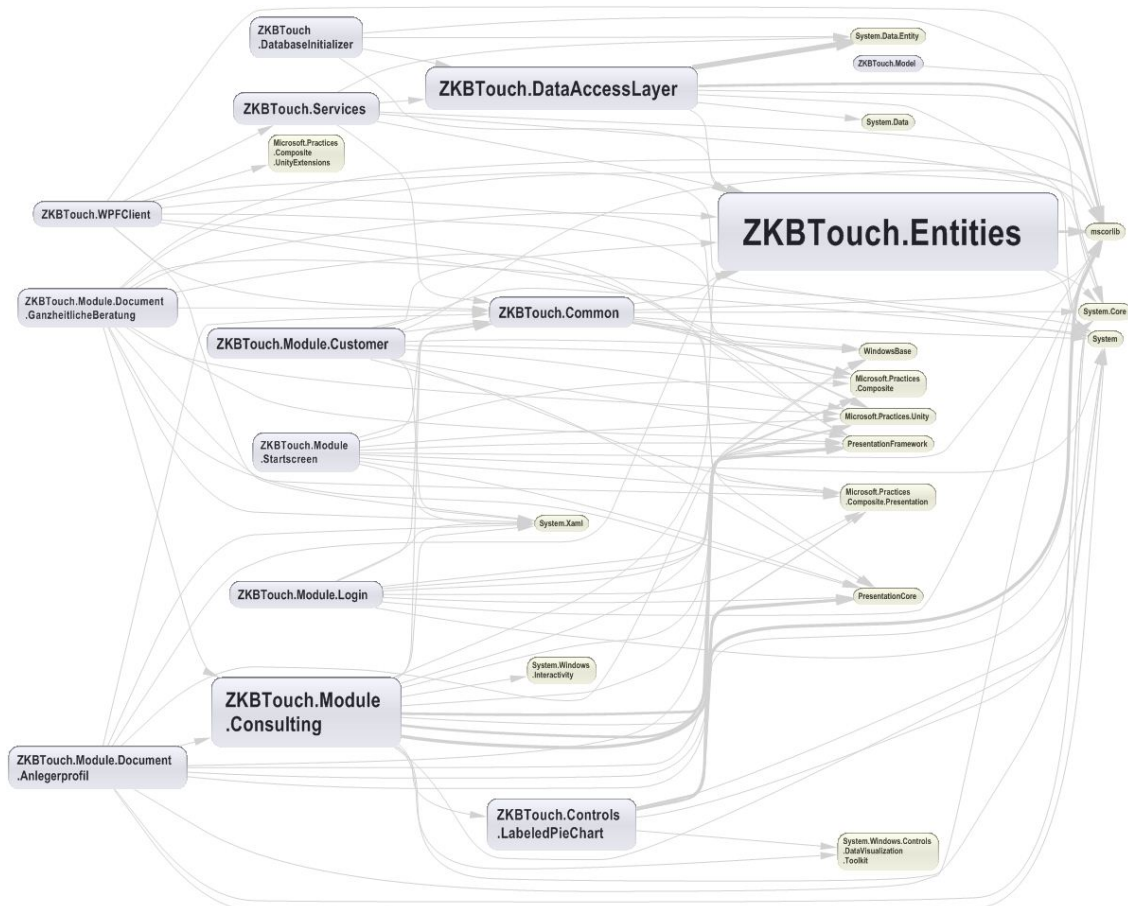 ZKBTouch
.DatabaseInitializer
System.Data.Entity
ZKBTouch.Model
ZKBTouch.DataAccessLayer
ZKBTouch.Services
System.Data
Microsoft.Practices
.Composite
.UnityExtensions
ZKBTouch.WPFClient
ZKBTouch.Entities
mscorlib
ZKBTouch.Module.Document
.GanzheitlicheBeratung
ZKBTouch.Common
System.Core
System
ZKBTouch.Module.Customer
WindowsBase
Microsoft.Practices
.Composite
Microsoft.Practices.Unity
PresentationFramework
ZKBTouch.Module
.Startscreen
Microsoft.Practices
.Composite.Presentation
System.Xaml
ZKBTouch.Module.Login
PresentationCore
System.Windows
.Interactivity
ZKBTouch.Module
.Consulting
ZKBTouch.Module.Document
.Anlegerprofil
ZKBTouch.Controls
.LabeledPieChart
System.Windows.Controls
.DataVisualization
.Toolkit